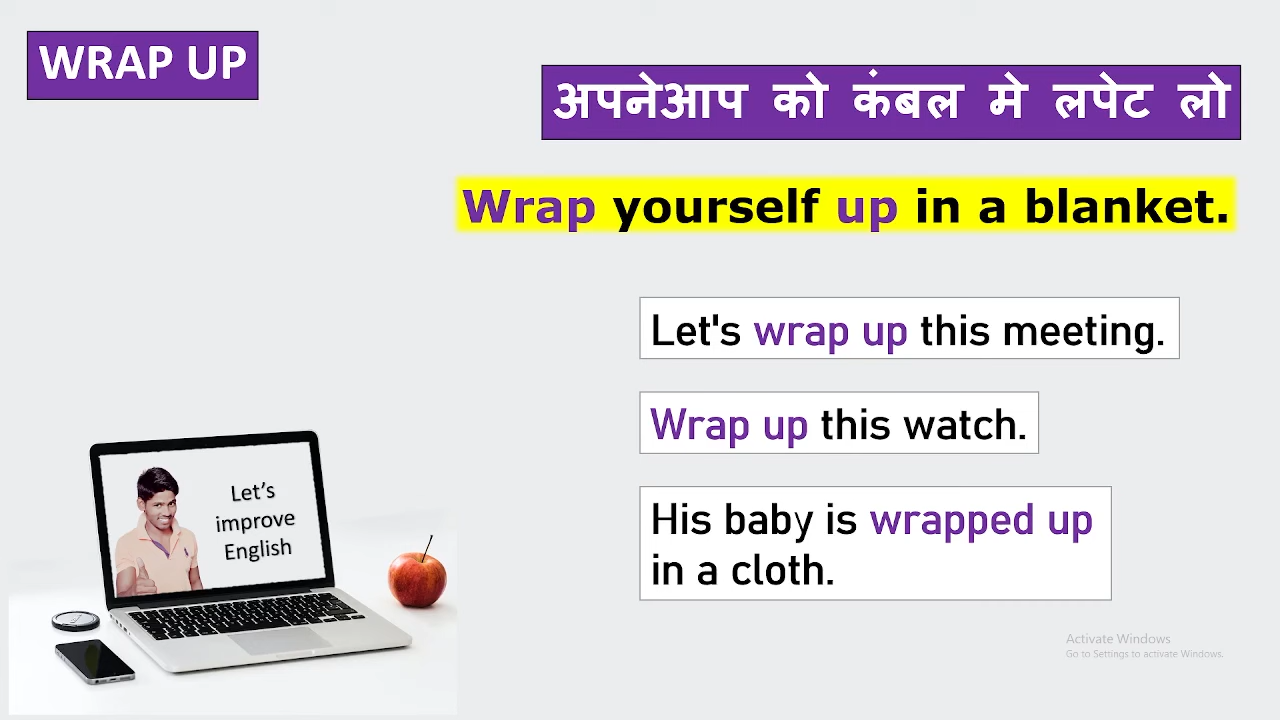 WRAP UP
अपनेआप को कंबल मे लपेट लो
Wrap yourself up in a blanket.
Let's wrap up this meeting.
Wrap up this watch.
His baby is wrapped up
in a cloth.
Let’s
improve
English
Activate Windows
Go to Settings to activate Windows.